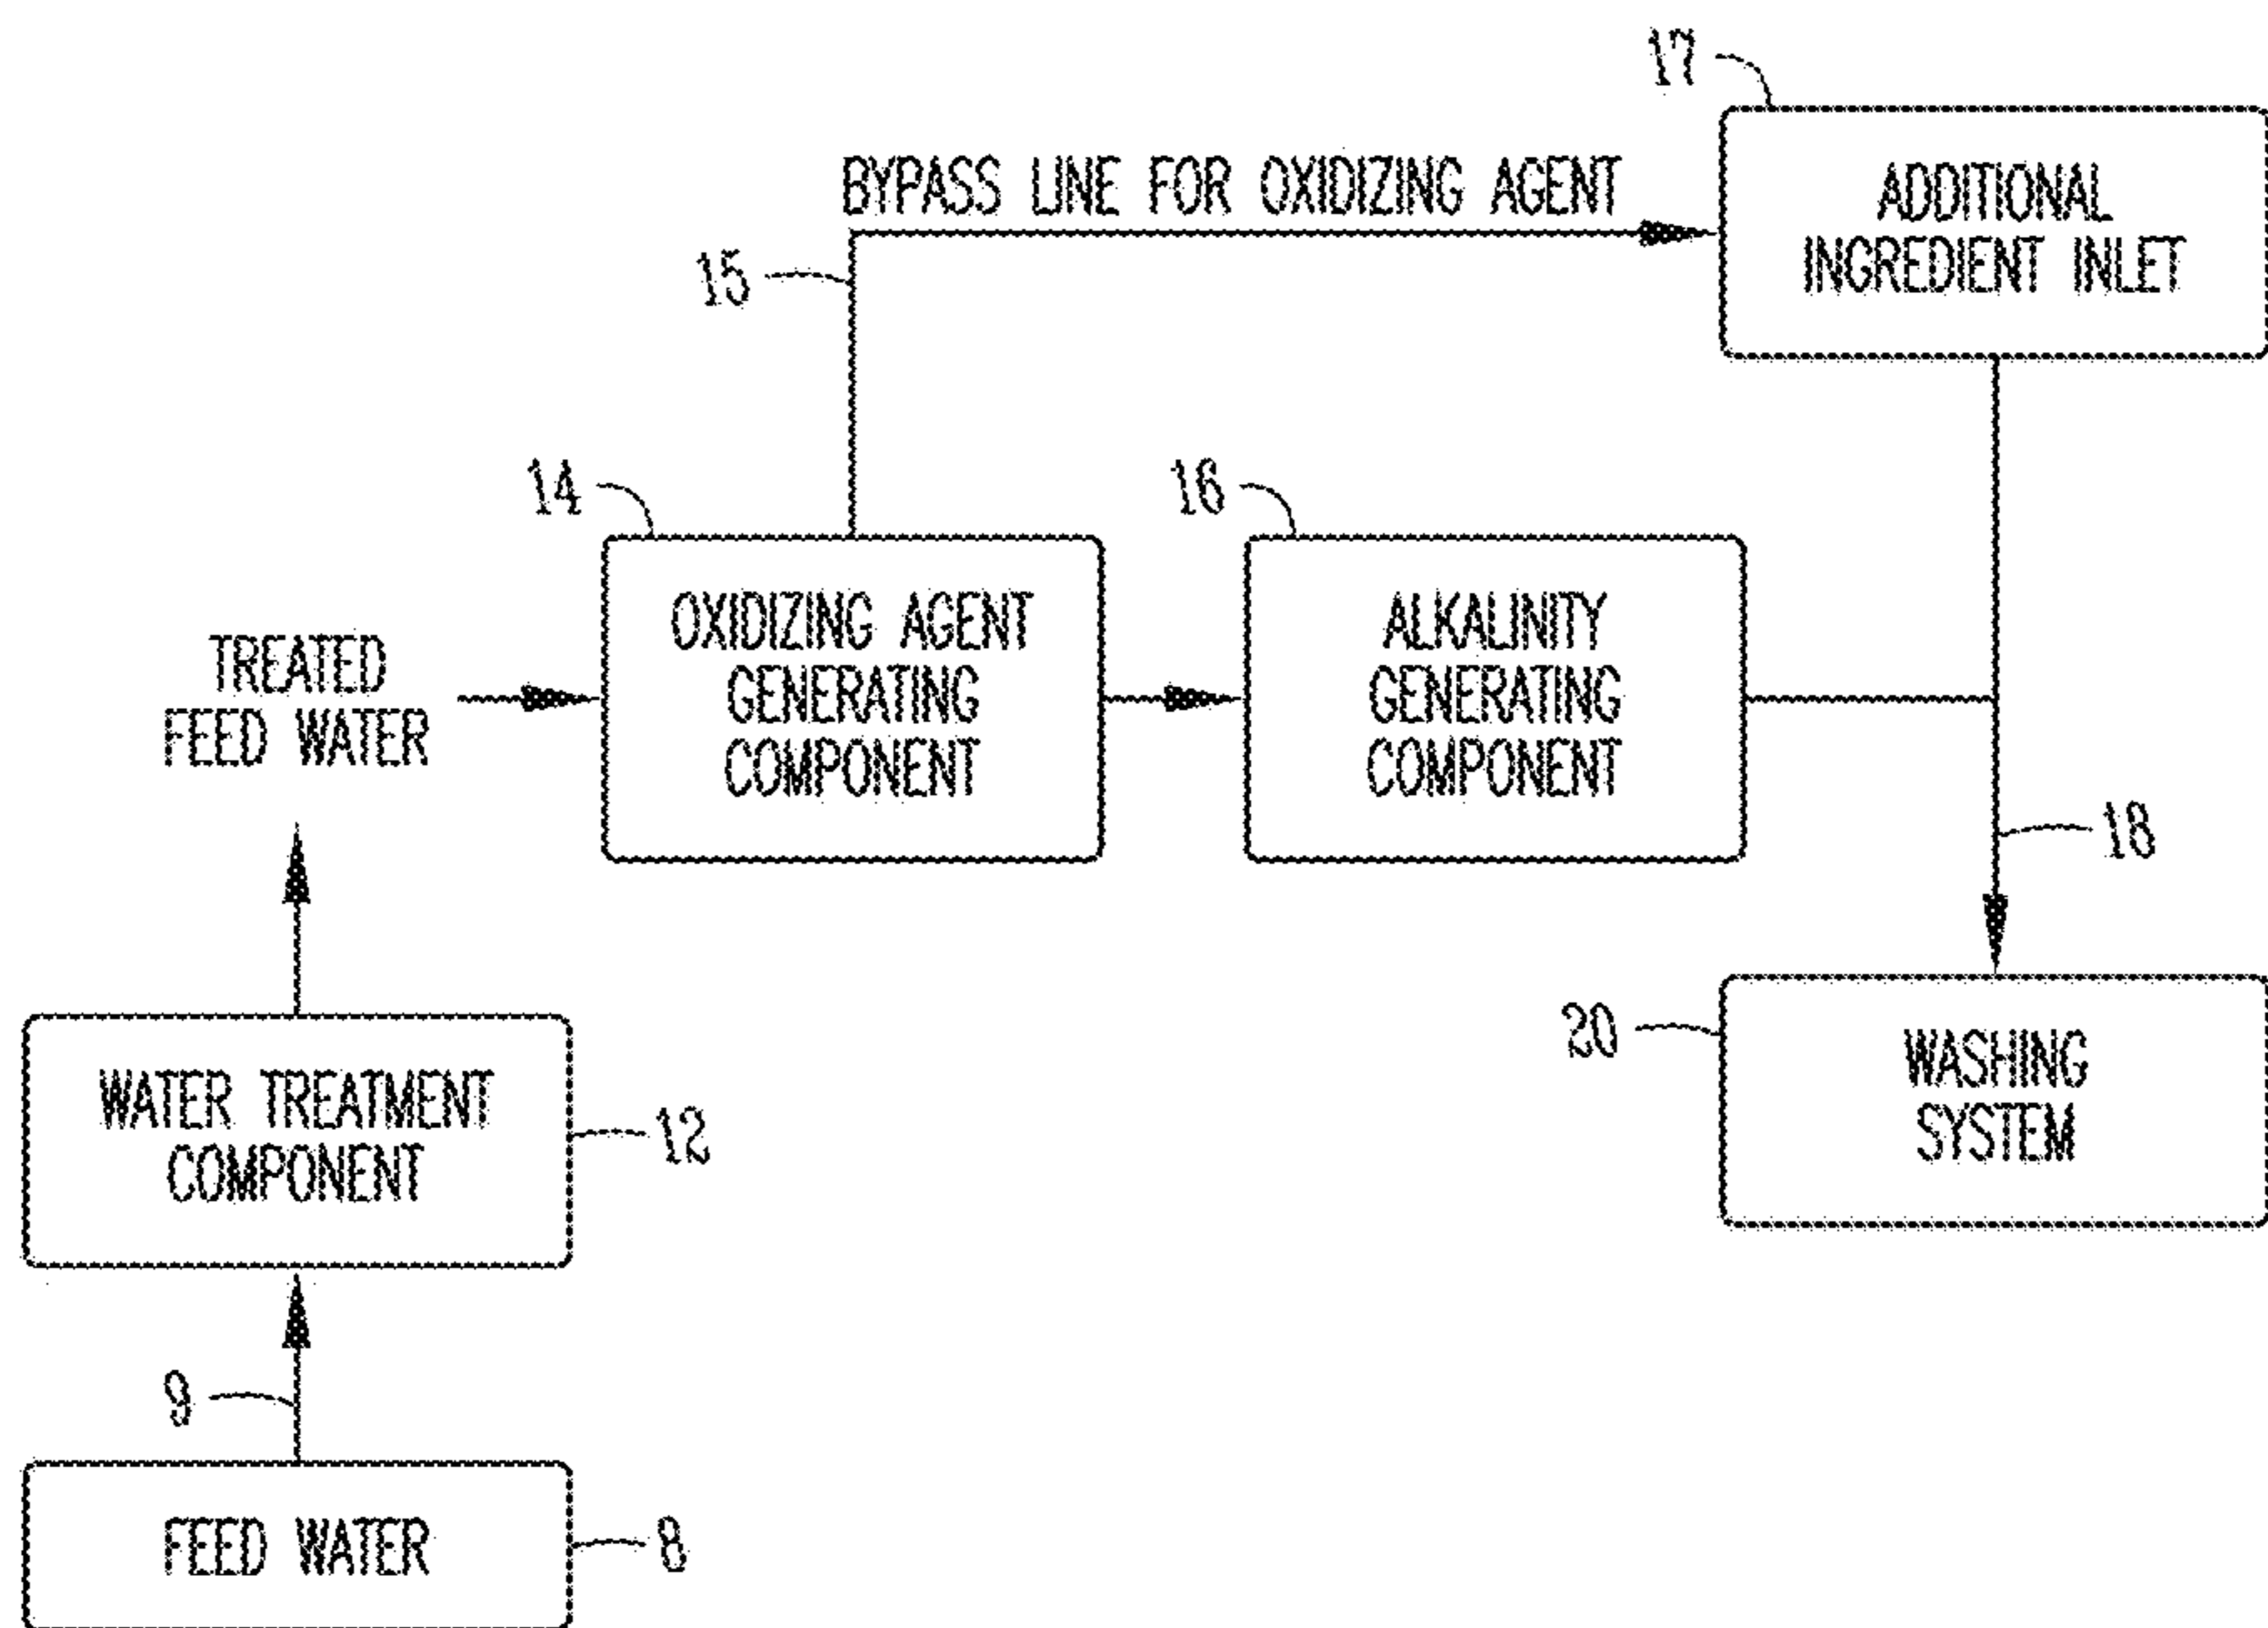 17
BYPASS LINE FOR OXIDIZING AGENT
ADDITIONAL
INGREDIENT INLET
15
14
16
TREATED
FEED WATER
OXIDIZING AGENT
GENERATING
COMPONENT
ALKALINITY
GENERATING
COMPONENT
18
20
WASHING
SYSTEM
WATER TREATMENT
COMPONENT
12
9
FEED WATER
8